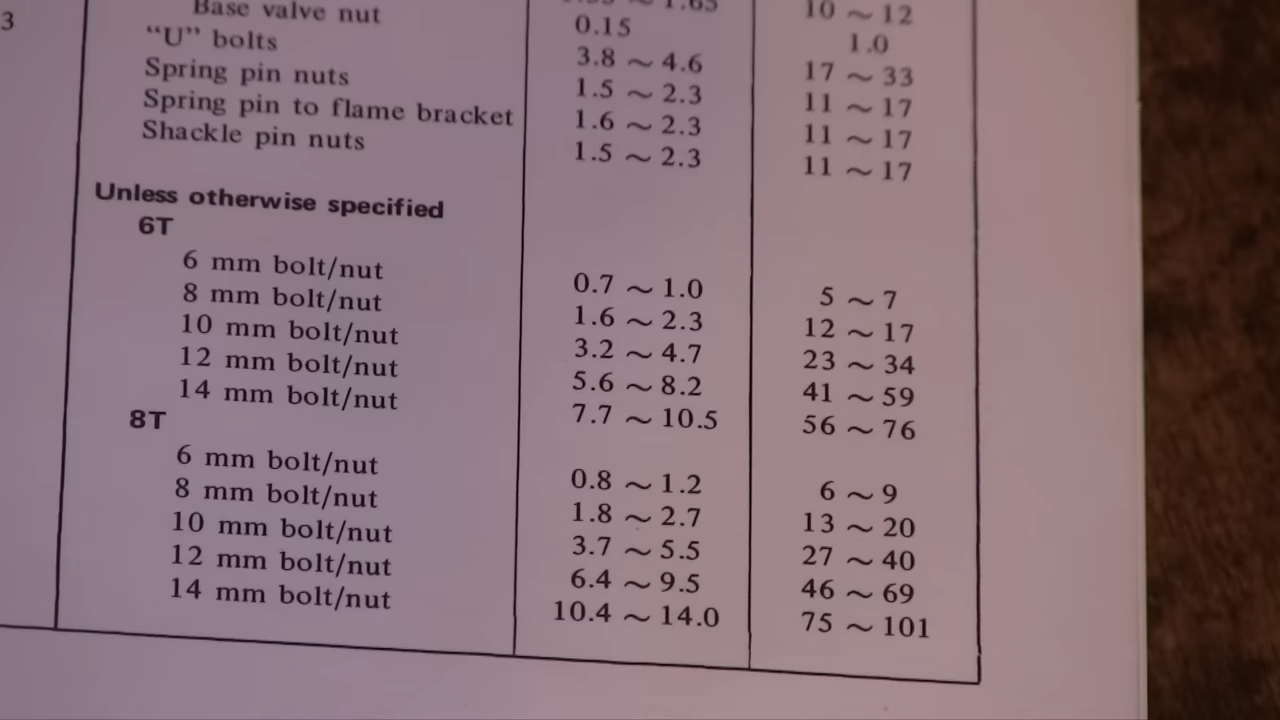 3
~ 1.65 10 ~ 12
Base valve nut 0.15 1.0
“U” bolts 3.8 ~ 4.6 17 ~ 33
Spring pin nuts 1.5 ~ 2.3 11 ~ 17
Spring pin to flame bracket 1.6 ~ 2.3 11 ~ 17
Shackle pin nuts 1.5 ~ 2.3 11 ~ 17
Unless otherwise specified
6T
6 mm bolt/nut 0.7 ~ 1.0 5 ~ 7
8 mm bolt/nut 1.6 ~ 2.3 12 ~ 17
10 mm bolt/nut 3.2 ~ 4.7 23 ~ 34
12 mm bolt/nut 5.6 ~ 8.2 41 ~ 59
14 mm bolt/nut 7.7 ~ 10.5 56 ~ 76
8T
6 mm bolt/nut 0.8 ~ 1.2 6 ~ 9
8 mm bolt/nut 1.8 ~ 2.7 13 ~ 20
10 mm bolt/nut 3.7 ~ 5.5 27 ~ 40
12 mm bolt/nut 6.4 ~ 9.5 46 ~ 69
14 mm bolt/nut 10.4 ~ 14.0 75 ~ 101